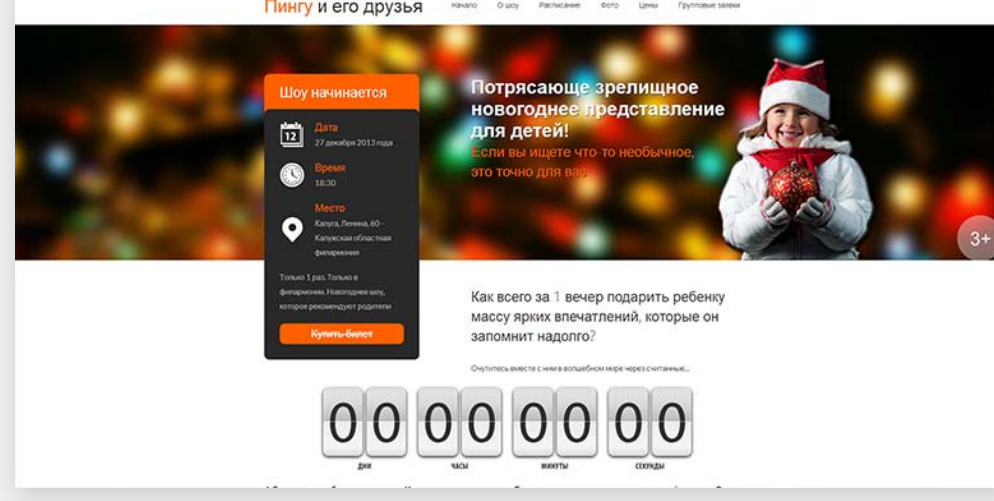 Пингу и его друзья
Начало О шоу Расписание Фото Цены Групповые заявки
Шоу начинается
12
Дата
27 декабря 2013 года
Время
18:30
Место
Калуга, Ленина, 60 -
Калужская областная
филармония
Только 1 раз. Только в
филармонии. Новогоднее шоу,
которое рекомендуют родители
Купить билет
Потрясающе зрелищное
новогоднее представление
для детей!
Если вы ищете что-то необычное,
это точно для вас.
3+
Как всего за 1 вечер подарить ребенку
массу ярких впечатлений, которые он
запомнит надолго?
Очутитесь вместе с ним в волшебном мире через считанные...
00 00 00 00
ДНИ ЧАСЫ МИНУТЫ СЕКУНДЫ